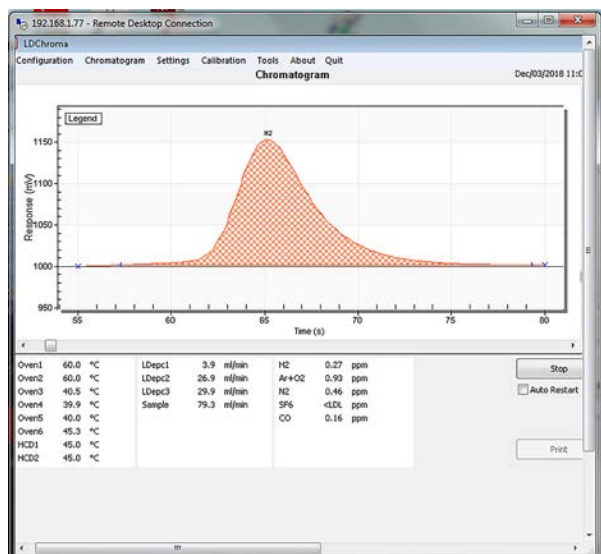 192.168.1.77 - Remote Desktop Connection
LDChroma
Configuration Chromatogram Settings Calibration Tools About Quit
Chromatogram Dec/03/2018 11:0
Legend
H2
Response (mV)
1150
1100
1050
1000
950
55 60 65 70 75 80
Time (s)
Oven1 60.0 °C LDepc1 3.9 ml/min H2 0.27 ppm Stop
Oven2 60.0 °C LDepc2 26.9 ml/min Ar+O2 0.93 ppm
Oven3 40.5 °C LDepc3 29.9 ml/min N2 0.46 ppm Auto Restart
Oven4 39.9 °C Sample 79.3 ml/min SF6 <LDL ppm
Oven5 40.0 °C CO 0.16 ppm
Oven6 45.3 °C
HCD1 45.0 °C Print
HCD2 45.0 °C